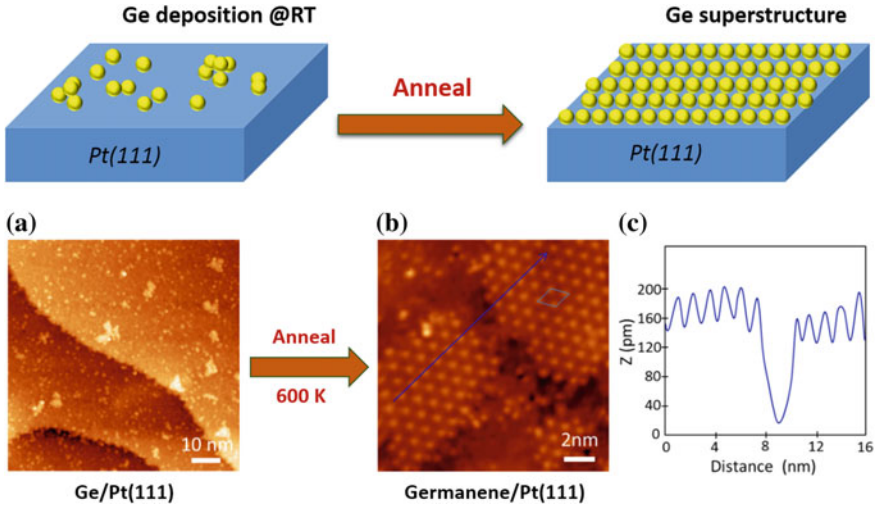 Ge deposition @RT
Ge superstructure
Anneal
Pt(111)
Pt(111)
(a)
(b)
(c)
Anneal
600 K
10 nm
2nm
Ge/Pt(111)
Germanene/Pt(111)
200
160
120
80
40
0
Z (pm)
0 4 8 12 16
Distance (nm)